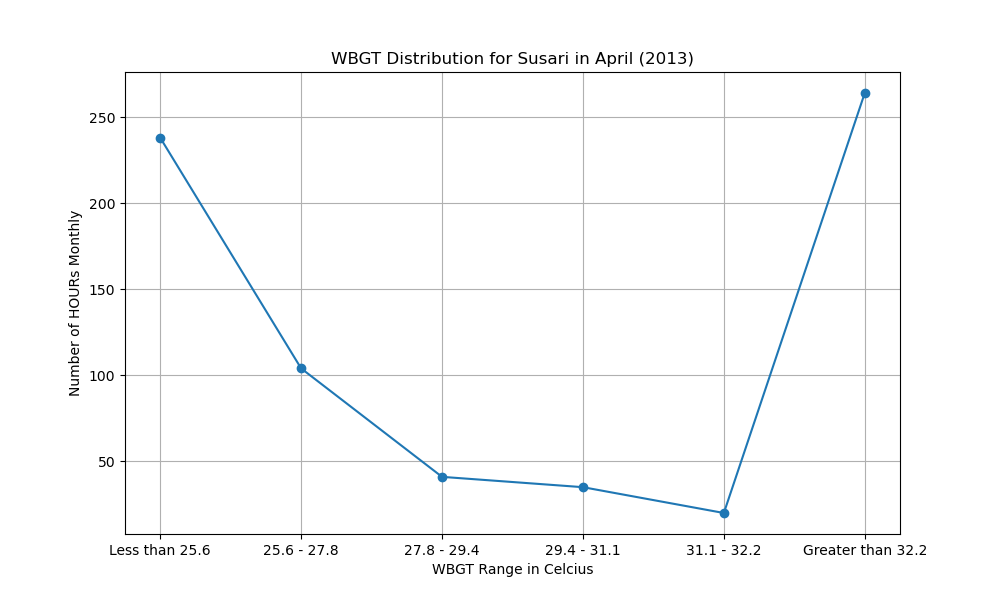 WBGT Distribution for Susari in April (2013)
Number of HOURs Monthly
250
200
150
100
50
Less than 25.6
25.6 - 27.8
27.8 - 29.4
29.4 - 31.1
31.1 - 32.2
Greater than 32.2
WBGT Range in Celcius